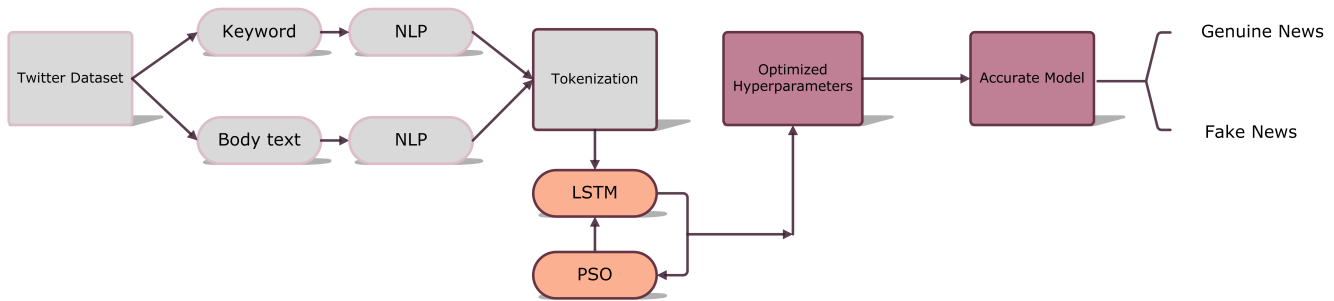 Keyword
NLP
Twitter Dataset
Body text
NLP
Tokenization
LSTM
PSO
Optimized
Hyperparameters
Accurate Model
Genuine News
Fake News